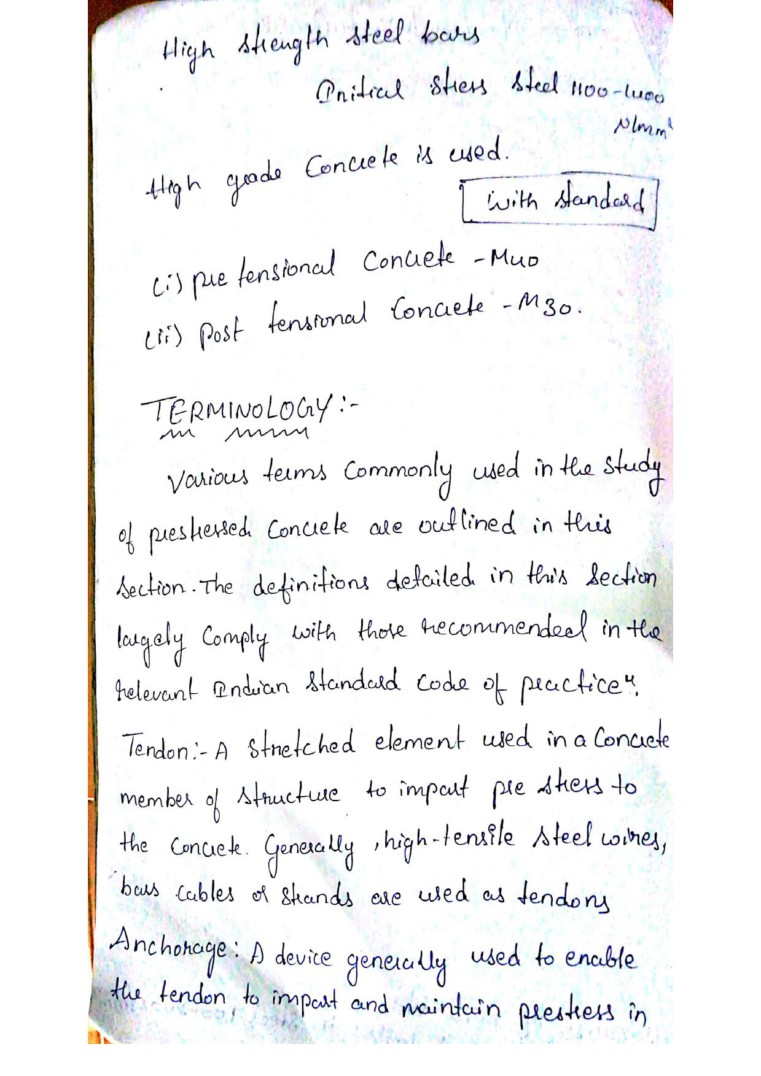 High strength steel bars
Initial stress steel 1100-1400
N/mm²
High grade Concrete is used.
with standard
(i) pre tensional Concrete - M40
(ii) Post tensional Concrete - M30.
TERMINOLOGY:-
Various terms Commonly used in the study
of prestressed Concrete are outlined in this
Section. The definitions detailed in this Section
largely Comply with those recommended in the
relevant Indian Standard Code of practice".
Tendon:- A Stretched element used in a Concrete
member of structure to impart pre stress to
the Concrete. Generally, high-tensile steel wires,
bars cables or strands are used as tendons
Anchorage: A device generally used to enable
the tendon to impart and maintain prestress in